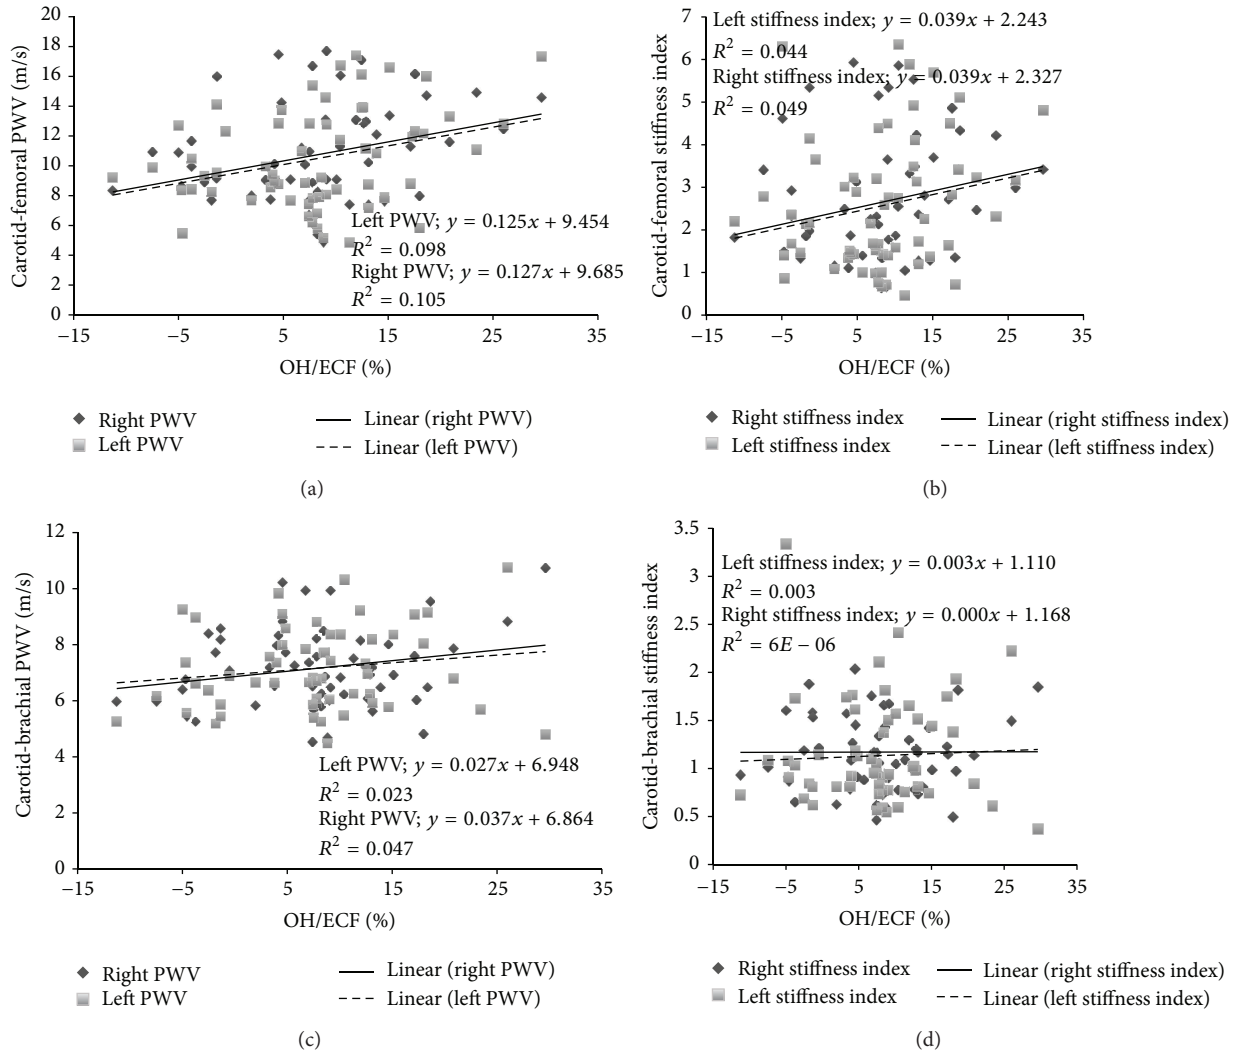 20
18
16
14
12
10
8
6
4
2
0
Carotid-femoral PWV (m/s)
Left PWV; y = 0.125x + 9.454
R² = 0.098
Right PWV; y = 0.127x + 9.685
R² = 0.105
−15 −5 5 15 25 35
OH/ECF (%)
Right PWV Linear (right PWV)
Left PWV Linear (left PWV)
(a)
7
6
5
4
3
2
1
0
Carotid-femoral stiffness index
Left stiffness index; y = 0.039x + 2.243
R² = 0.044
Right stiffness index; y = 0.039x + 2.327
R² = 0.049
−15 −5 5 15 25 35
OH/ECF (%)
Right stiffness index Linear (right stiffness index)
Left stiffness index Linear (left stiffness index)
(b)
12
10
8
6
4
2
0
Carotid-brachial PWV (m/s)
Left PWV; y = 0.027x + 6.948
R² = 0.023
Right PWV; y = 0.037x + 6.864
R² = 0.047
−15 −5 5 15 25 35
OH/ECF (%)
Right PWV Linear (right PWV)
Left PWV Linear (left PWV)
(c)
3.5
3
2.5
2
1.5
1
0.5
0
Carotid-brachial stiffness index
Left stiffness index; y = 0.003x + 1.110
R² = 0.003
Right stiffness index; y = 0.000x + 1.168
R² = 6E − 06
−15 −5 5 15 25 35
OH/ECF (%)
Right stiffness index Linear (right stiffness index)
Left stiffness index Linear (left stiffness index)
(d)